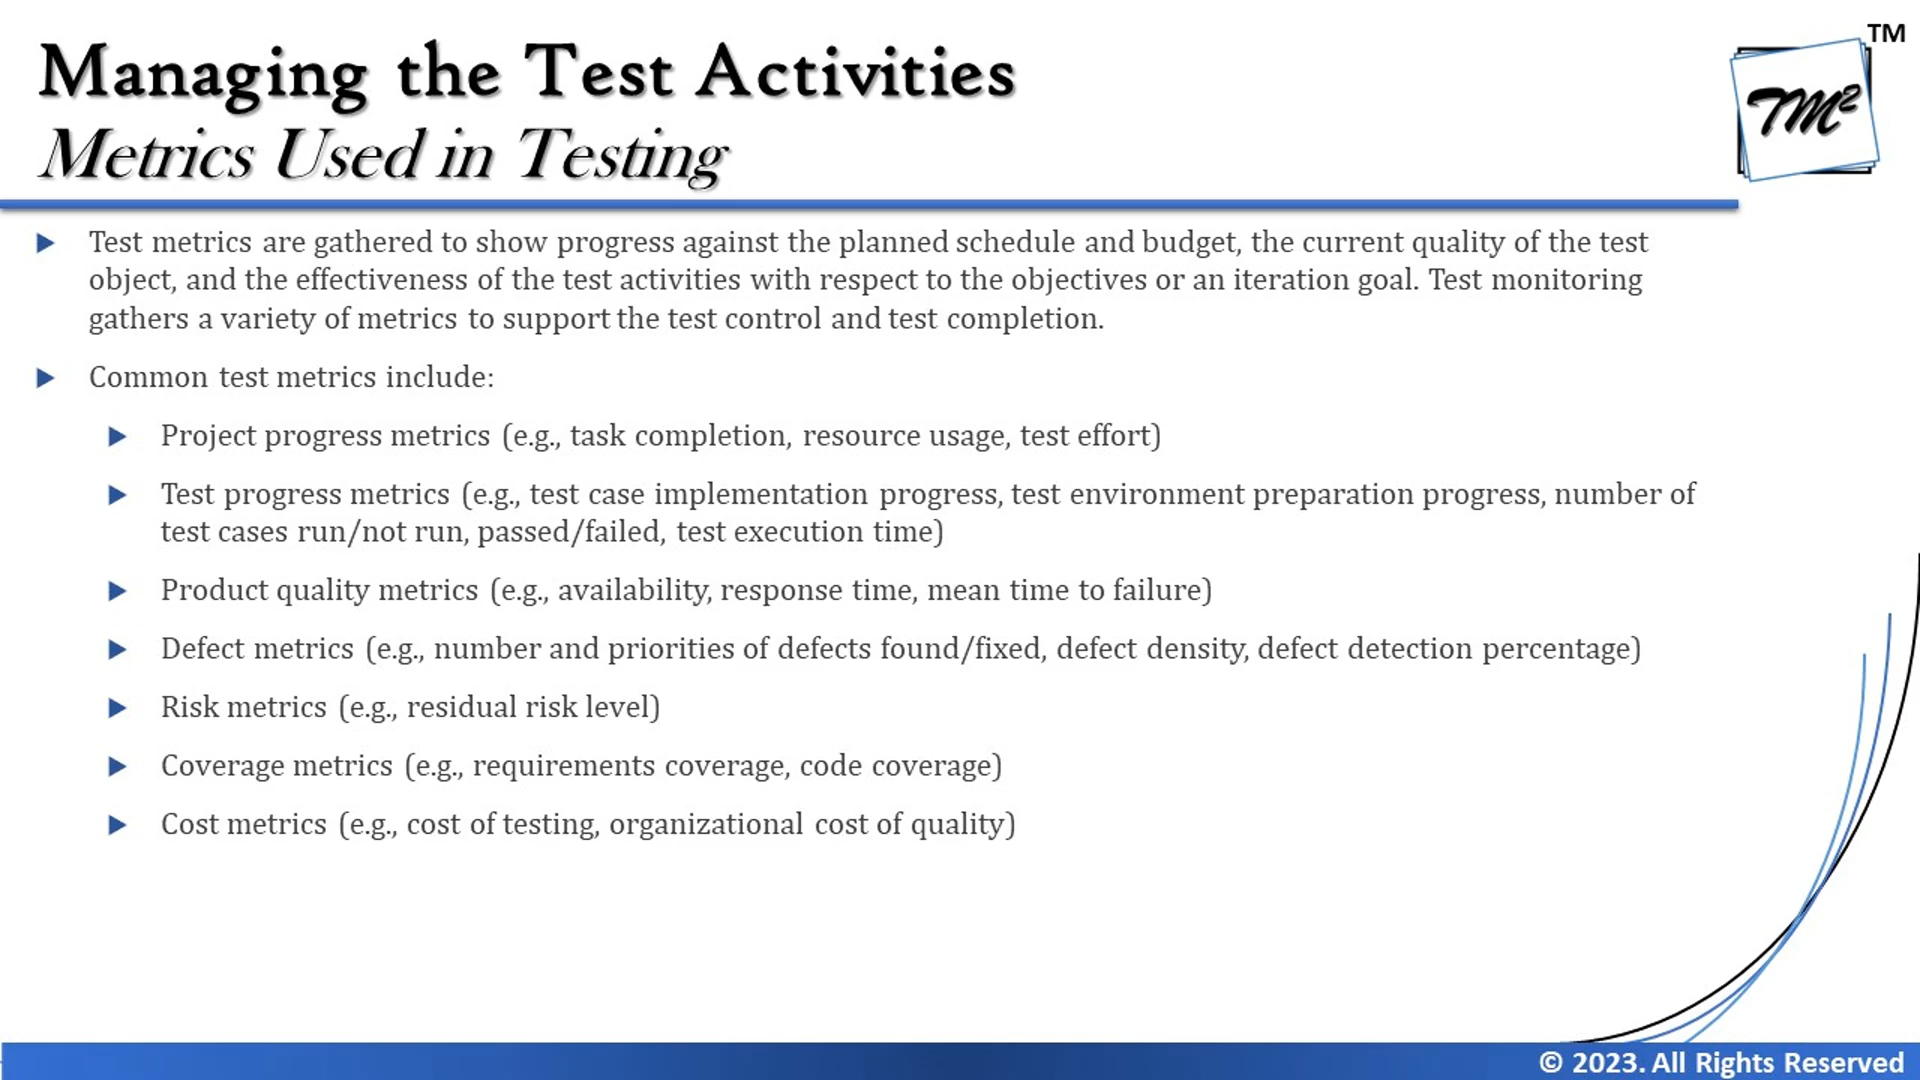 Managing the Test Activities
TM
Metrics Used in Testing
TM²
Test metrics are gathered to show progress against the planned schedule and budget, the current quality of the test
object, and the effectiveness of the test activities with respect to the objectives or an iteration goal. Test monitoring
gathers a variety of metrics to support the test control and test completion.
Common test metrics include:
Project progress metrics (e.g., task completion, resource usage, test effort)
Test progress metrics (e.g., test case implementation progress, test environment preparation progress, number of
test cases run/not run, passed/failed, test execution time)
Product quality metrics (e.g., availability, response time, mean time to failure)
Defect metrics (e.g., number and priorities of defects found/fixed, defect density, defect detection percentage)
Risk metrics (e.g., residual risk level)
Coverage metrics (e.g., requirements coverage, code coverage)
Cost metrics (e.g., cost of testing, organizational cost of quality)
© 2023. All Rights Reserved